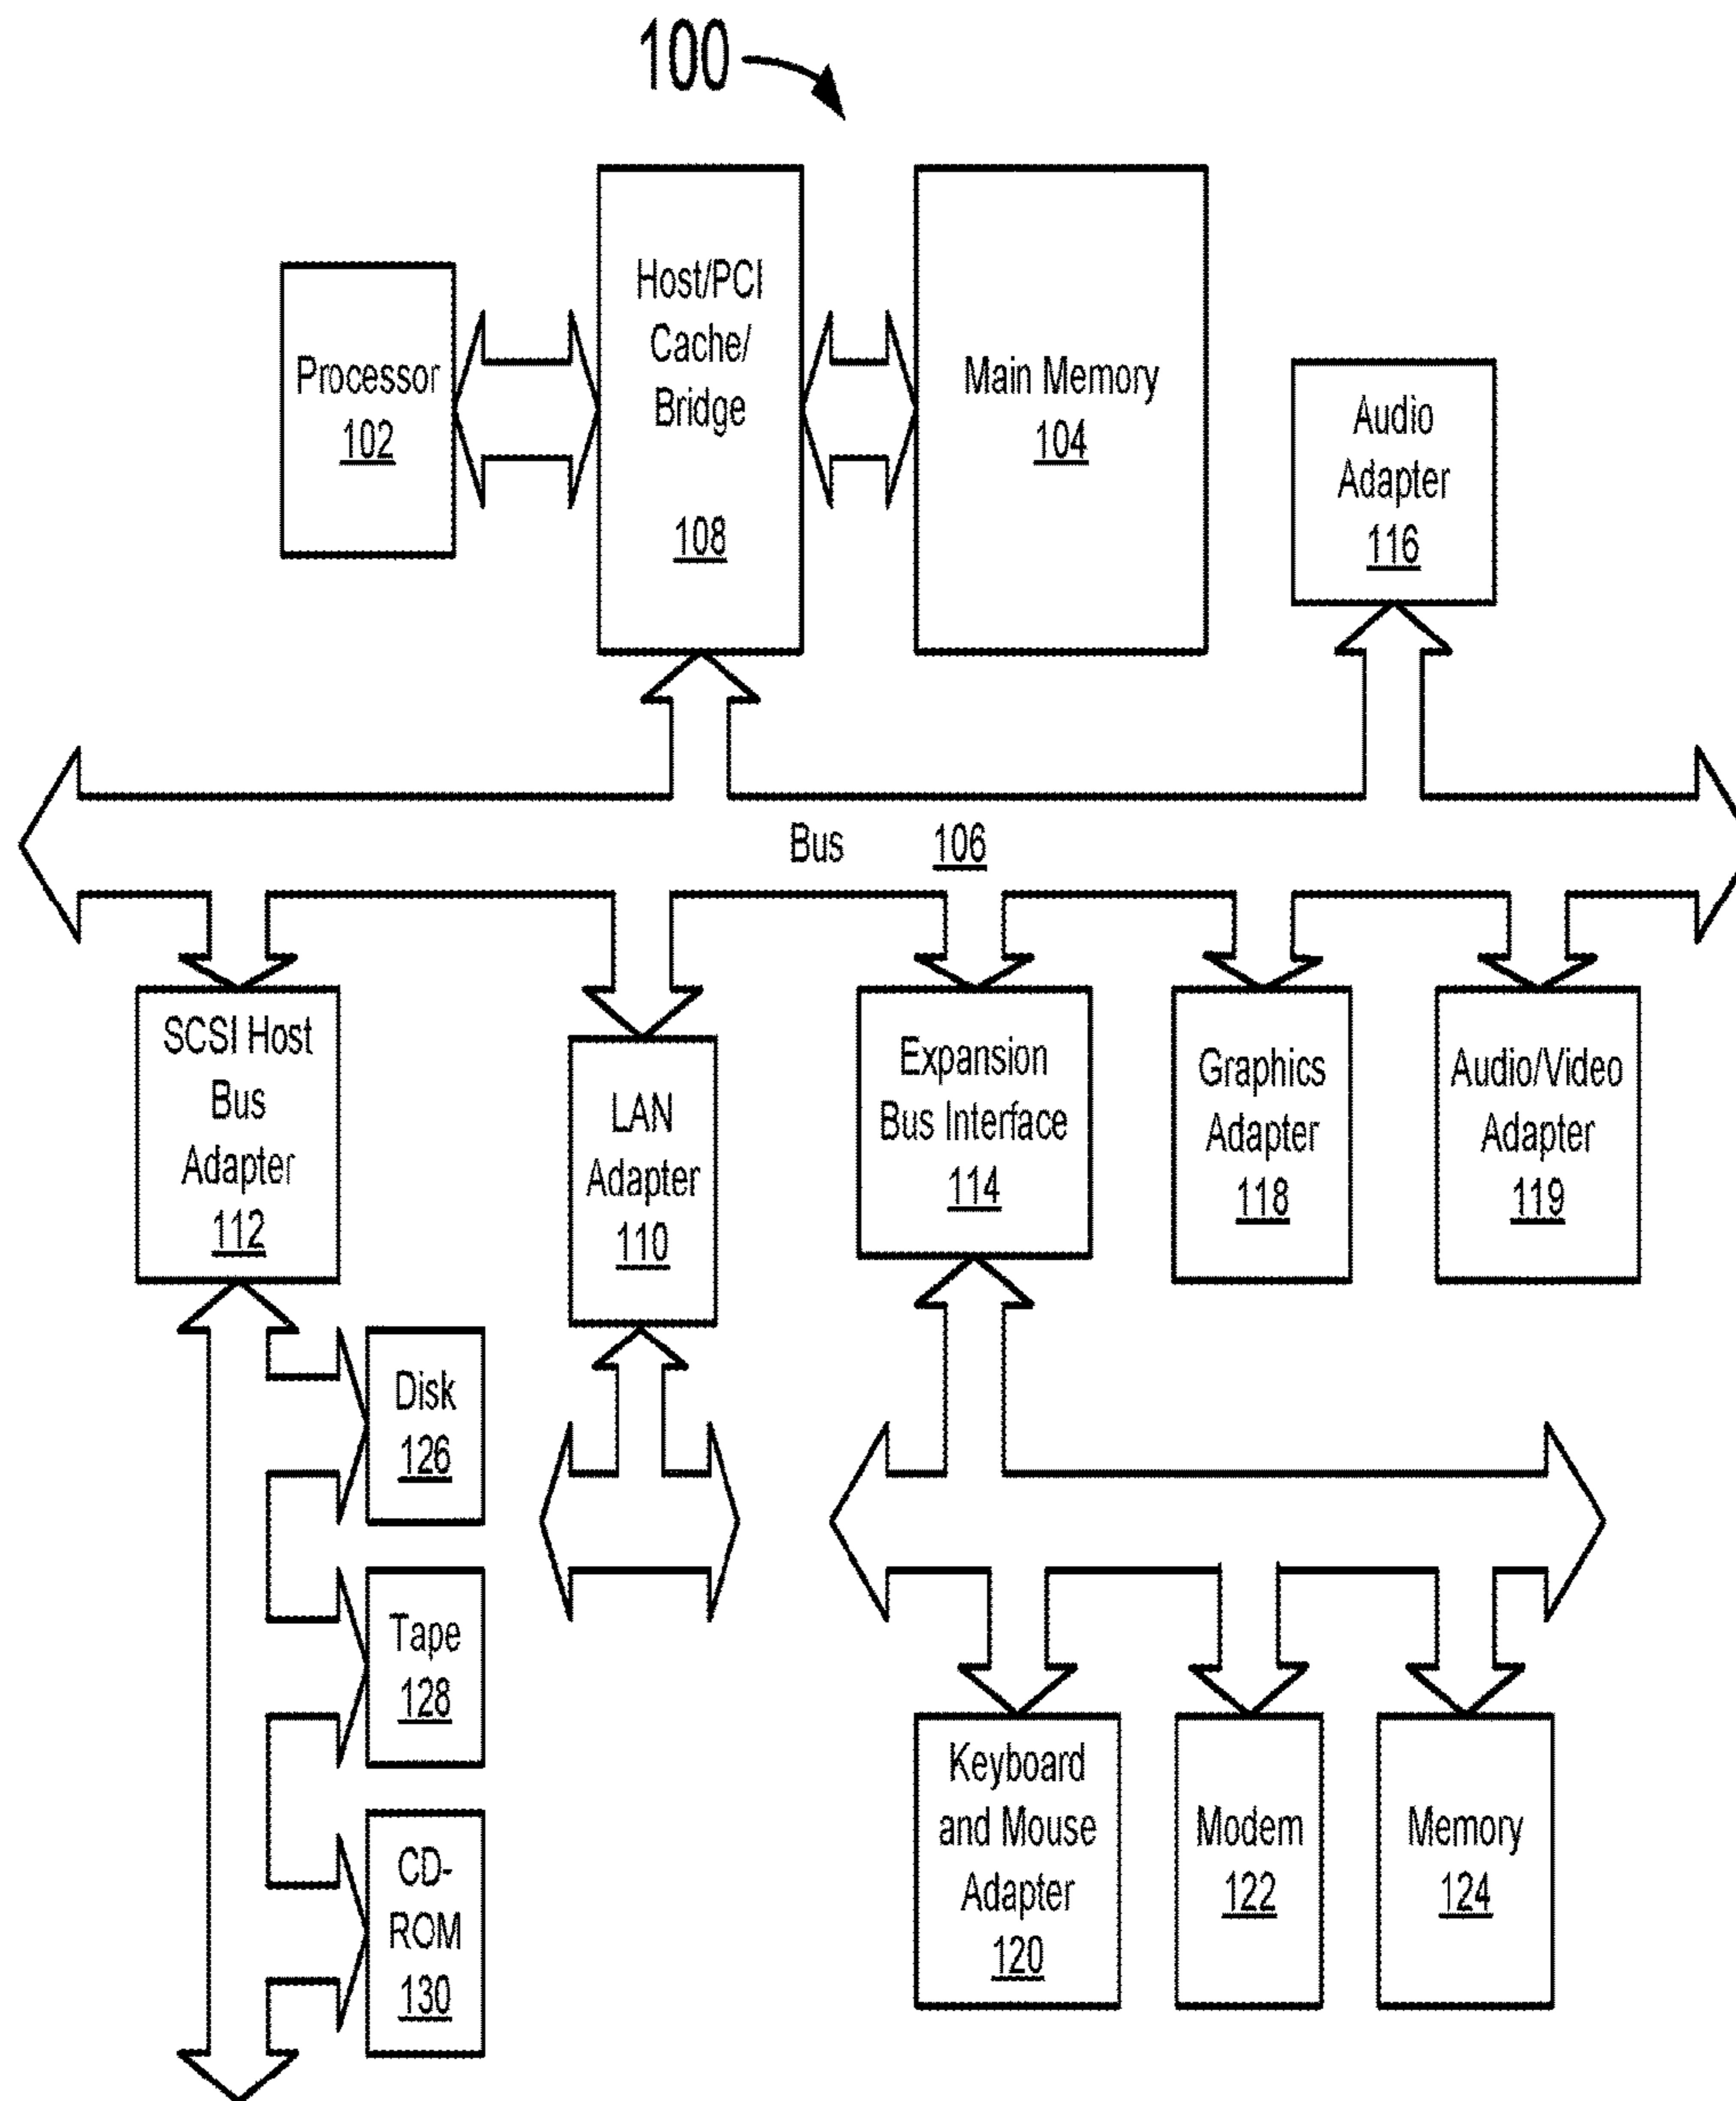 100
Host/PCI
Cache/
Bridge
108
Processor
102
Main Memory
104
Audio
Adapter
116
Bus 106
SCSI Host
Bus
Adapter
112
LAN
Adapter
110
Expansion
Bus Interface
114
Graphics
Adapter
118
Audio/Video
Adapter
119
Disk
126
Tape
128
CD-
ROM
130
Keyboard
and Mouse
Adapter
120
Modem
122
Memory
124